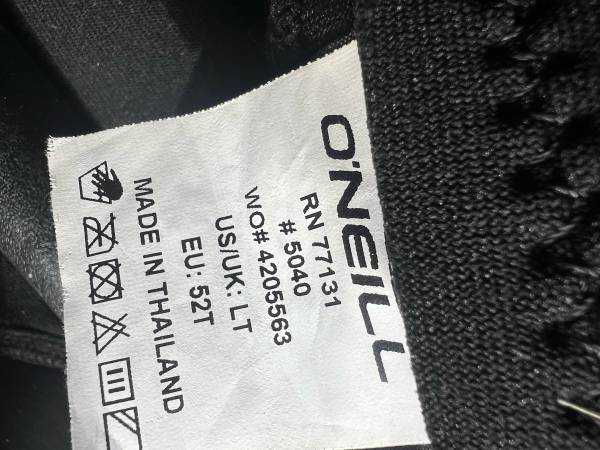 O'NEILL
RN 77131
# 5040
WO# 4205563
US/UK: LT
EU: 52T
MADE IN THAILAND